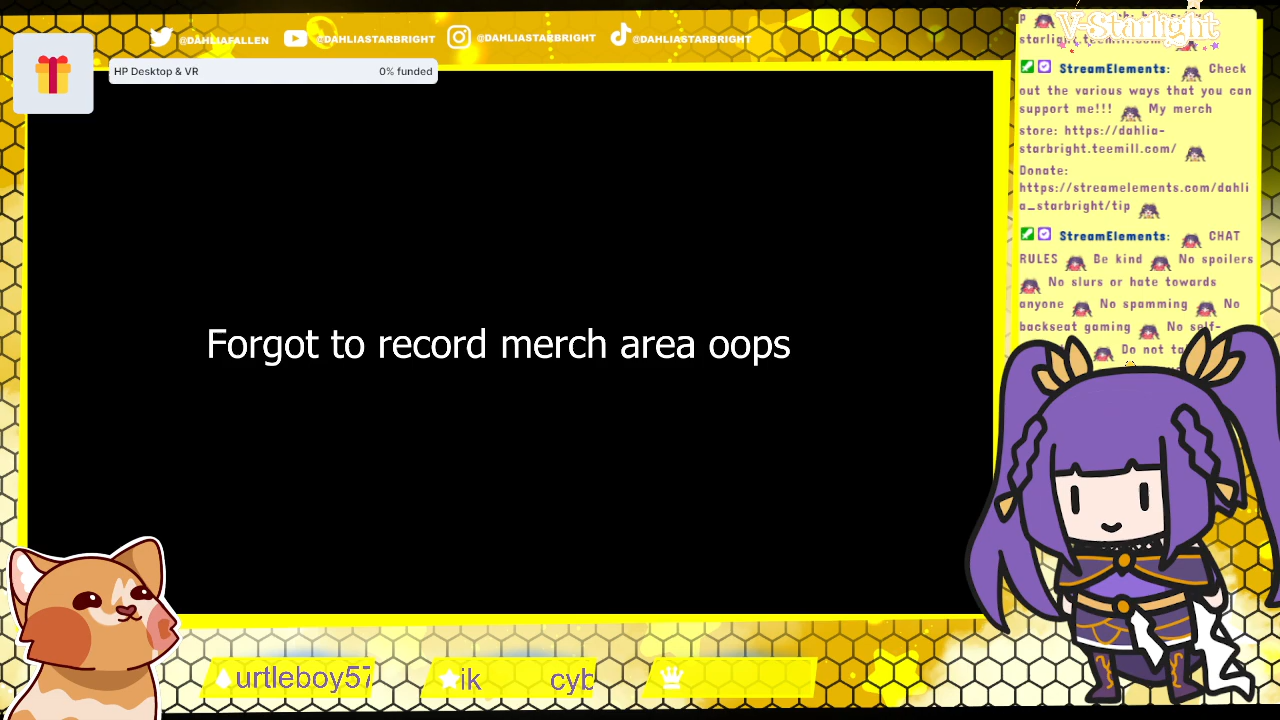 @DAHLIAFALLEN @DAHLIASTARBRIGHT @DAHLIASTARBRIGHT @DAHLIASTARBRIGHT
HP Desktop & VR 0% funded
Forgot to record merch area oops
urtleboy57 ik cyb
V-Starlight
StreamElements: Check
out the various ways that you can
support me!!! My merch
store: https://dahlia-
starbright.teemill.com/
Donate:
https://streamelements.com/dahli
a_starbright/tip
StreamElements: CHAT
RULES Be kind No spoilers
No slurs or hate towards
anyone No spamming No
backseat gaming No self-
Do not